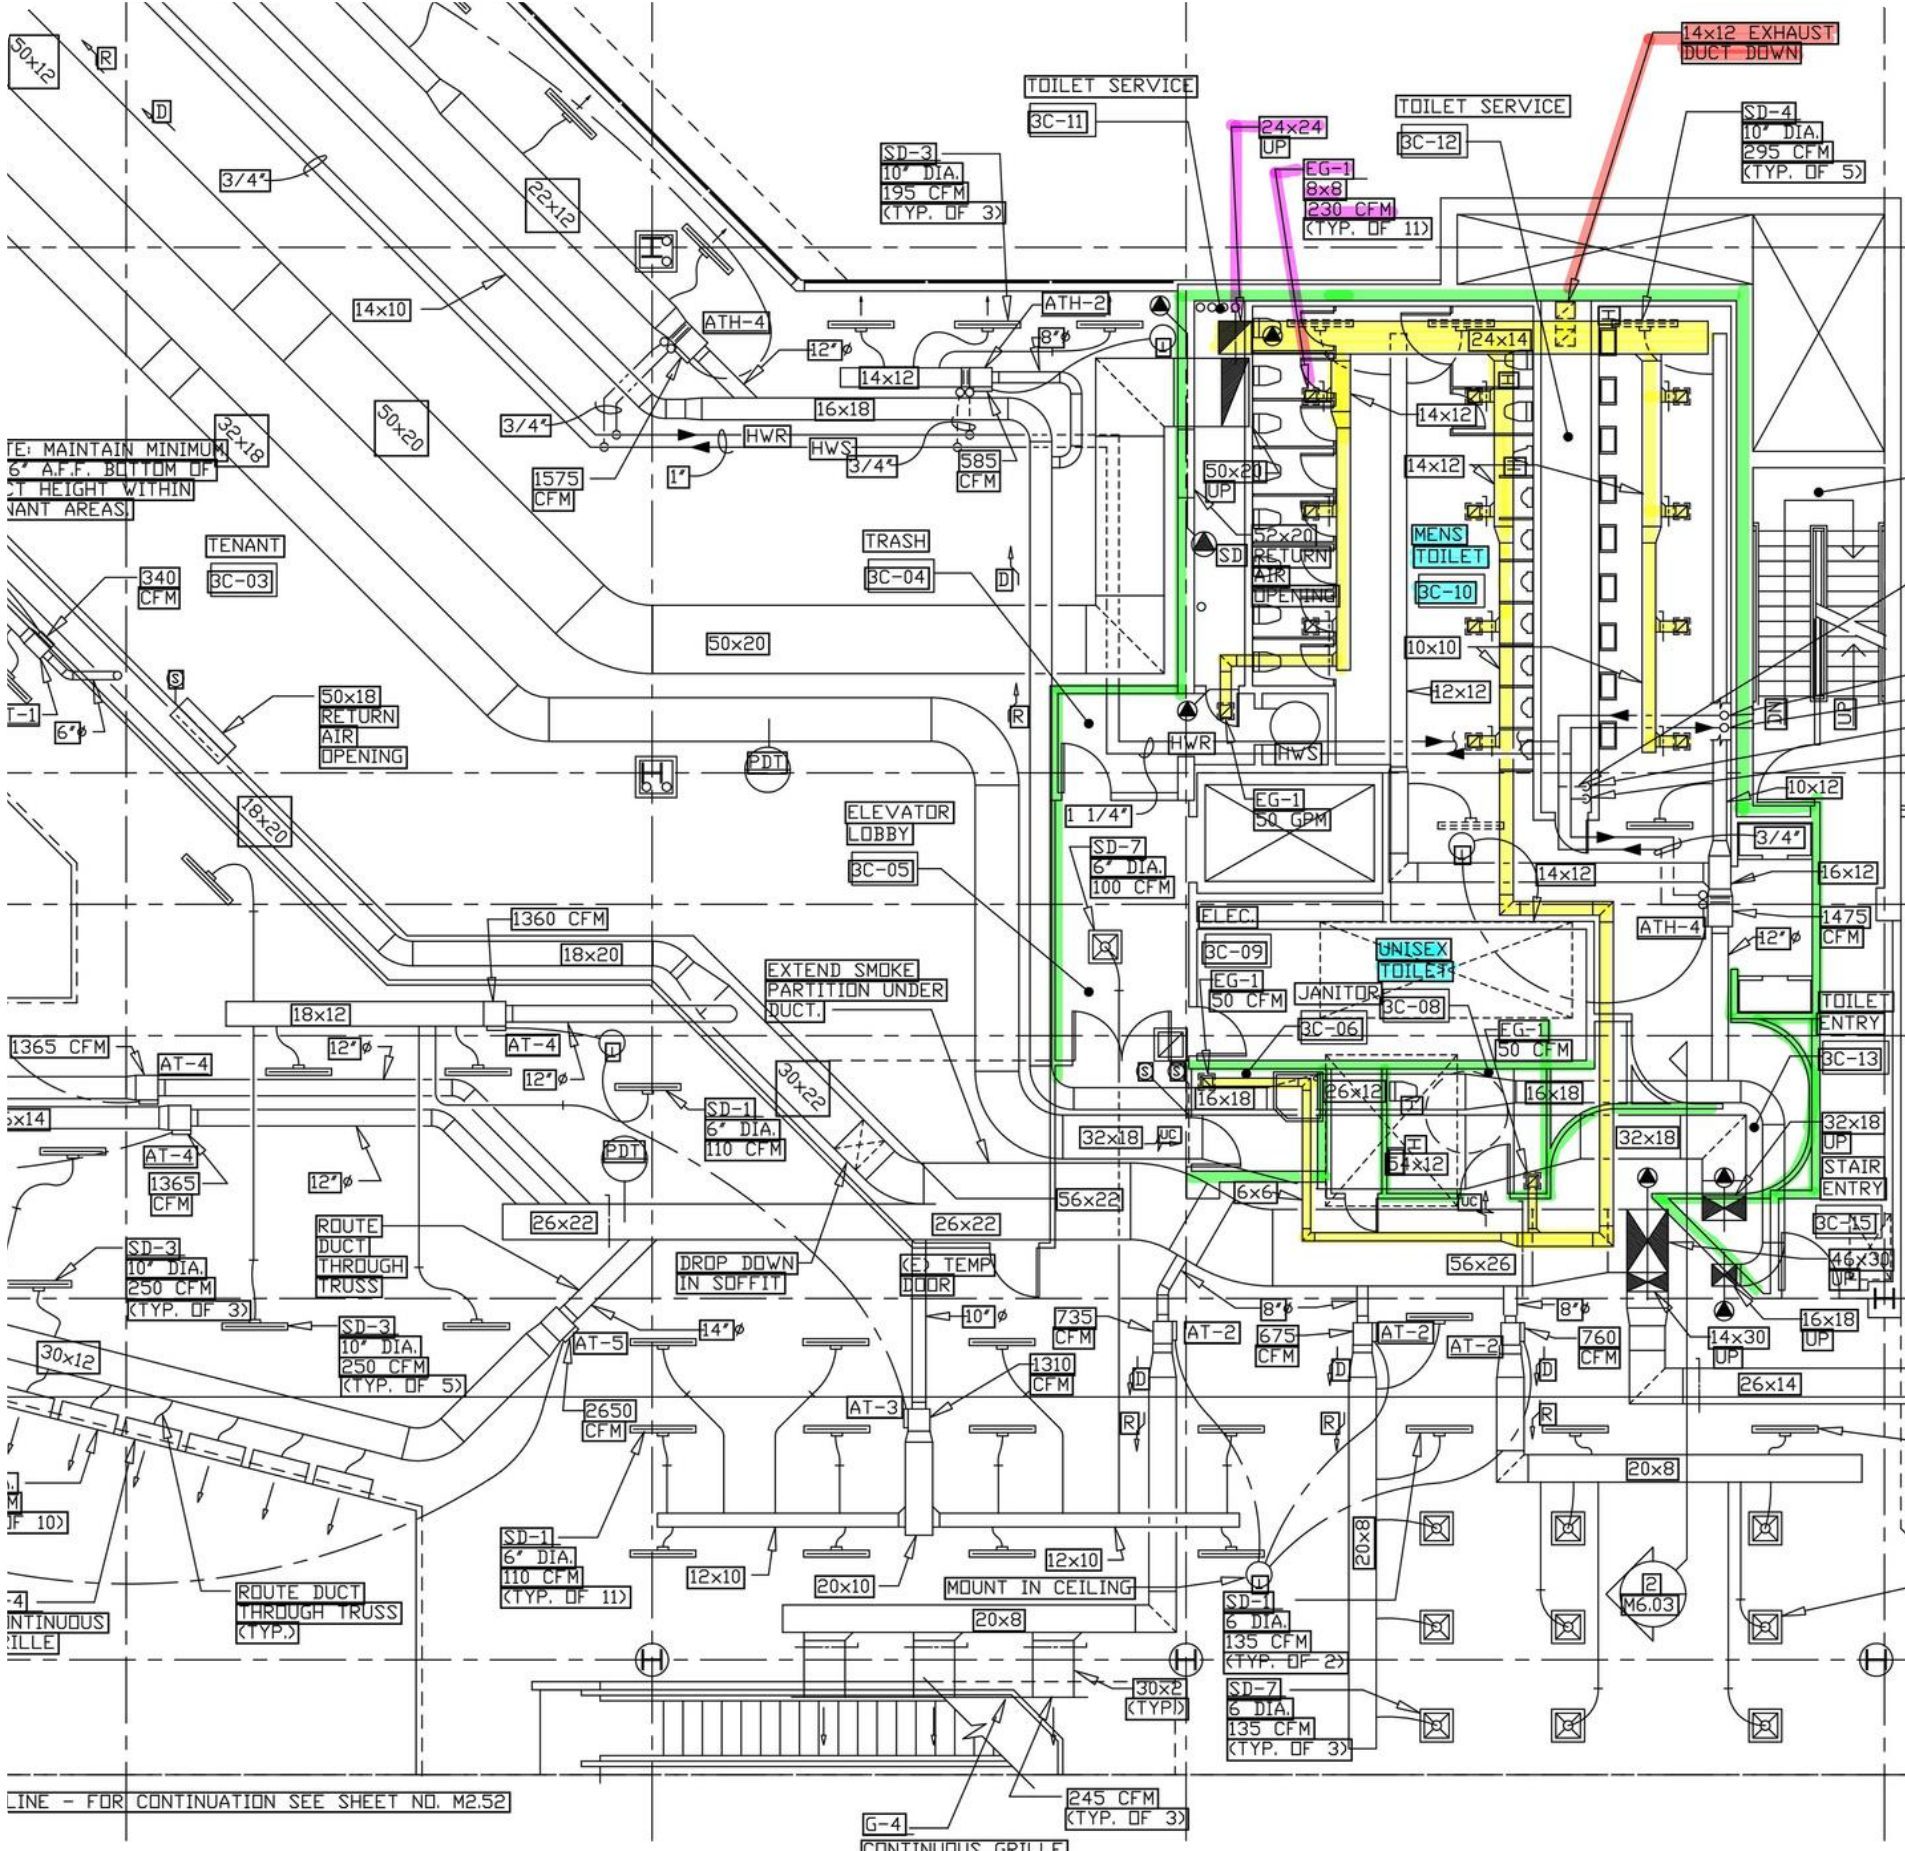 50x12
R
D
3/4"
22x12
14x10
ATH-4
12"ø
SD-3
10" DIA.
195 CFM
(TYP. OF 3)
TOILET SERVICE
3C-11
24x24
UP
EG-1
8x8
230 CFM
(TYP. OF 11)
TOILET SERVICE
3C-12
14x12 EXHAUST
DUCT DOWN
SD-4
10" DIA.
295 CFM
(TYP. OF 5)
ATH-2
8"ø
14x12
16x18
24x14
14x12
32x18
50x20
3/4"
HWR
HWS
3/4"
1"
1575
CFM
585
CFM
TE: MAINTAIN MINIMUM
6" A.F.F. BOTTOM OF
CT HEIGHT WITHIN
NANT AREAS.
50x20
UP
14x12
TENANT
3C-03
340
CFM
TRASH
3C-04
D
SD
52x20
RETURN
AIR
OPENING
MENS
TOILET
3C-10
50x20
10x10
12x12
S
T-1
6"ø
50x18
RETURN
AIR
OPENING
R
PDT
HWR
HWS
DN
UP
10x12
18x20
ELEVATOR
LOBBY
3C-05
1 1/4"
EG-1
50 GPM
SD-7
6" DIA.
100 CFM
3/4"
14x12
16x12
1360 CFM
18x20
ELEC.
3C-09
EG-1
50 CFM
UNISEX
TOILET
ATH-4
1475
CFM
12"ø
EXTEND SMOKE
PARTITION UNDER
DUCT.
JANITOR
3C-08
3C-06
EG-1
50 CFM
TOILET
ENTRY
3C-13
18x12
1365 CFM
AT-4
12"ø
AT-4
12"ø
30x22
S
S
16x18
26x12
16x18
6x14
SD-1
6" DIA.
110 CFM
PDT
32x18
UC
54x12
32x18
32x18
UP
STAIR
ENTRY
3C-15
AT-4
1365
CFM
12"ø
56x22
6x6
UC
26x22
26x22
ROUTE
DUCT
THROUGH
TRUSS
DROP DOWN
IN SOFFIT
(E) TEMP
DOOR
56x26
46x30
UP
SD-3
10" DIA.
250 CFM
(TYP. OF 3)
SD-3
10" DIA.
250 CFM
(TYP. OF 5)
14"ø
10"ø
735
CFM
8"ø
AT-2
675
CFM
AT-2
8"ø
AT-2
760
CFM
14x30
UP
16x18
UP
30x12
AT-5
1310
CFM
D
D
D
26x14
2650
CFM
AT-3
R
R
R
20x8
OF 10)
SD-1
6" DIA.
110 CFM
(TYP. OF 11)
12x10
20x10
12x10
20x8
MOUNT IN CEILING
2
M6.03
-4
ONTINUOUS
ILLE
ROUTE DUCT
THROUGH TRUSS
(TYP.)
20x8
SD-1
6 DIA.
135 CFM
(TYP. OF 2)
30x2
(TYP)
SD-7
6 DIA.
135 CFM
(TYP. OF 3)
LINE - FOR CONTINUATION SEE SHEET NO. M2.52
245 CFM
(TYP. OF 3)
G-4
CONTINUOUS GRILLE